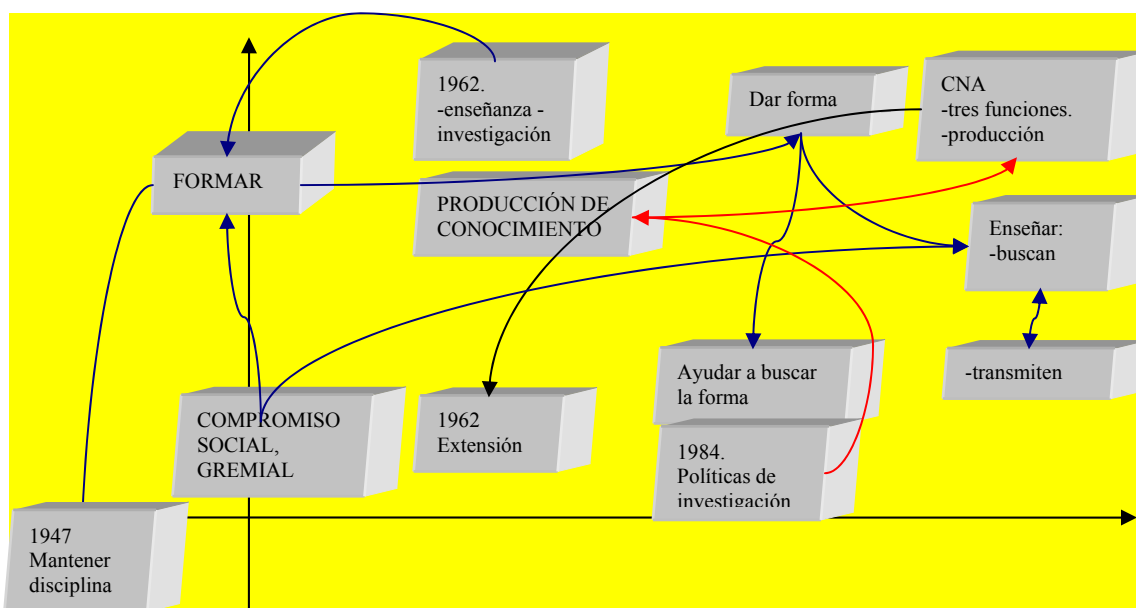 1962.
-enseñanza -
investigación
Dar forma
CNA
-tres funciones.
-producción
FORMAR
PRODUCCIÓN DE
CONOCIMIENTO
Enseñar:
-buscan
-transmiten
Ayudar a buscar
la forma
COMPROMISO
SOCIAL,
GREMIAL
1962
Extensión
1984.
Políticas de
investigación
1947
Mantener
disciplina